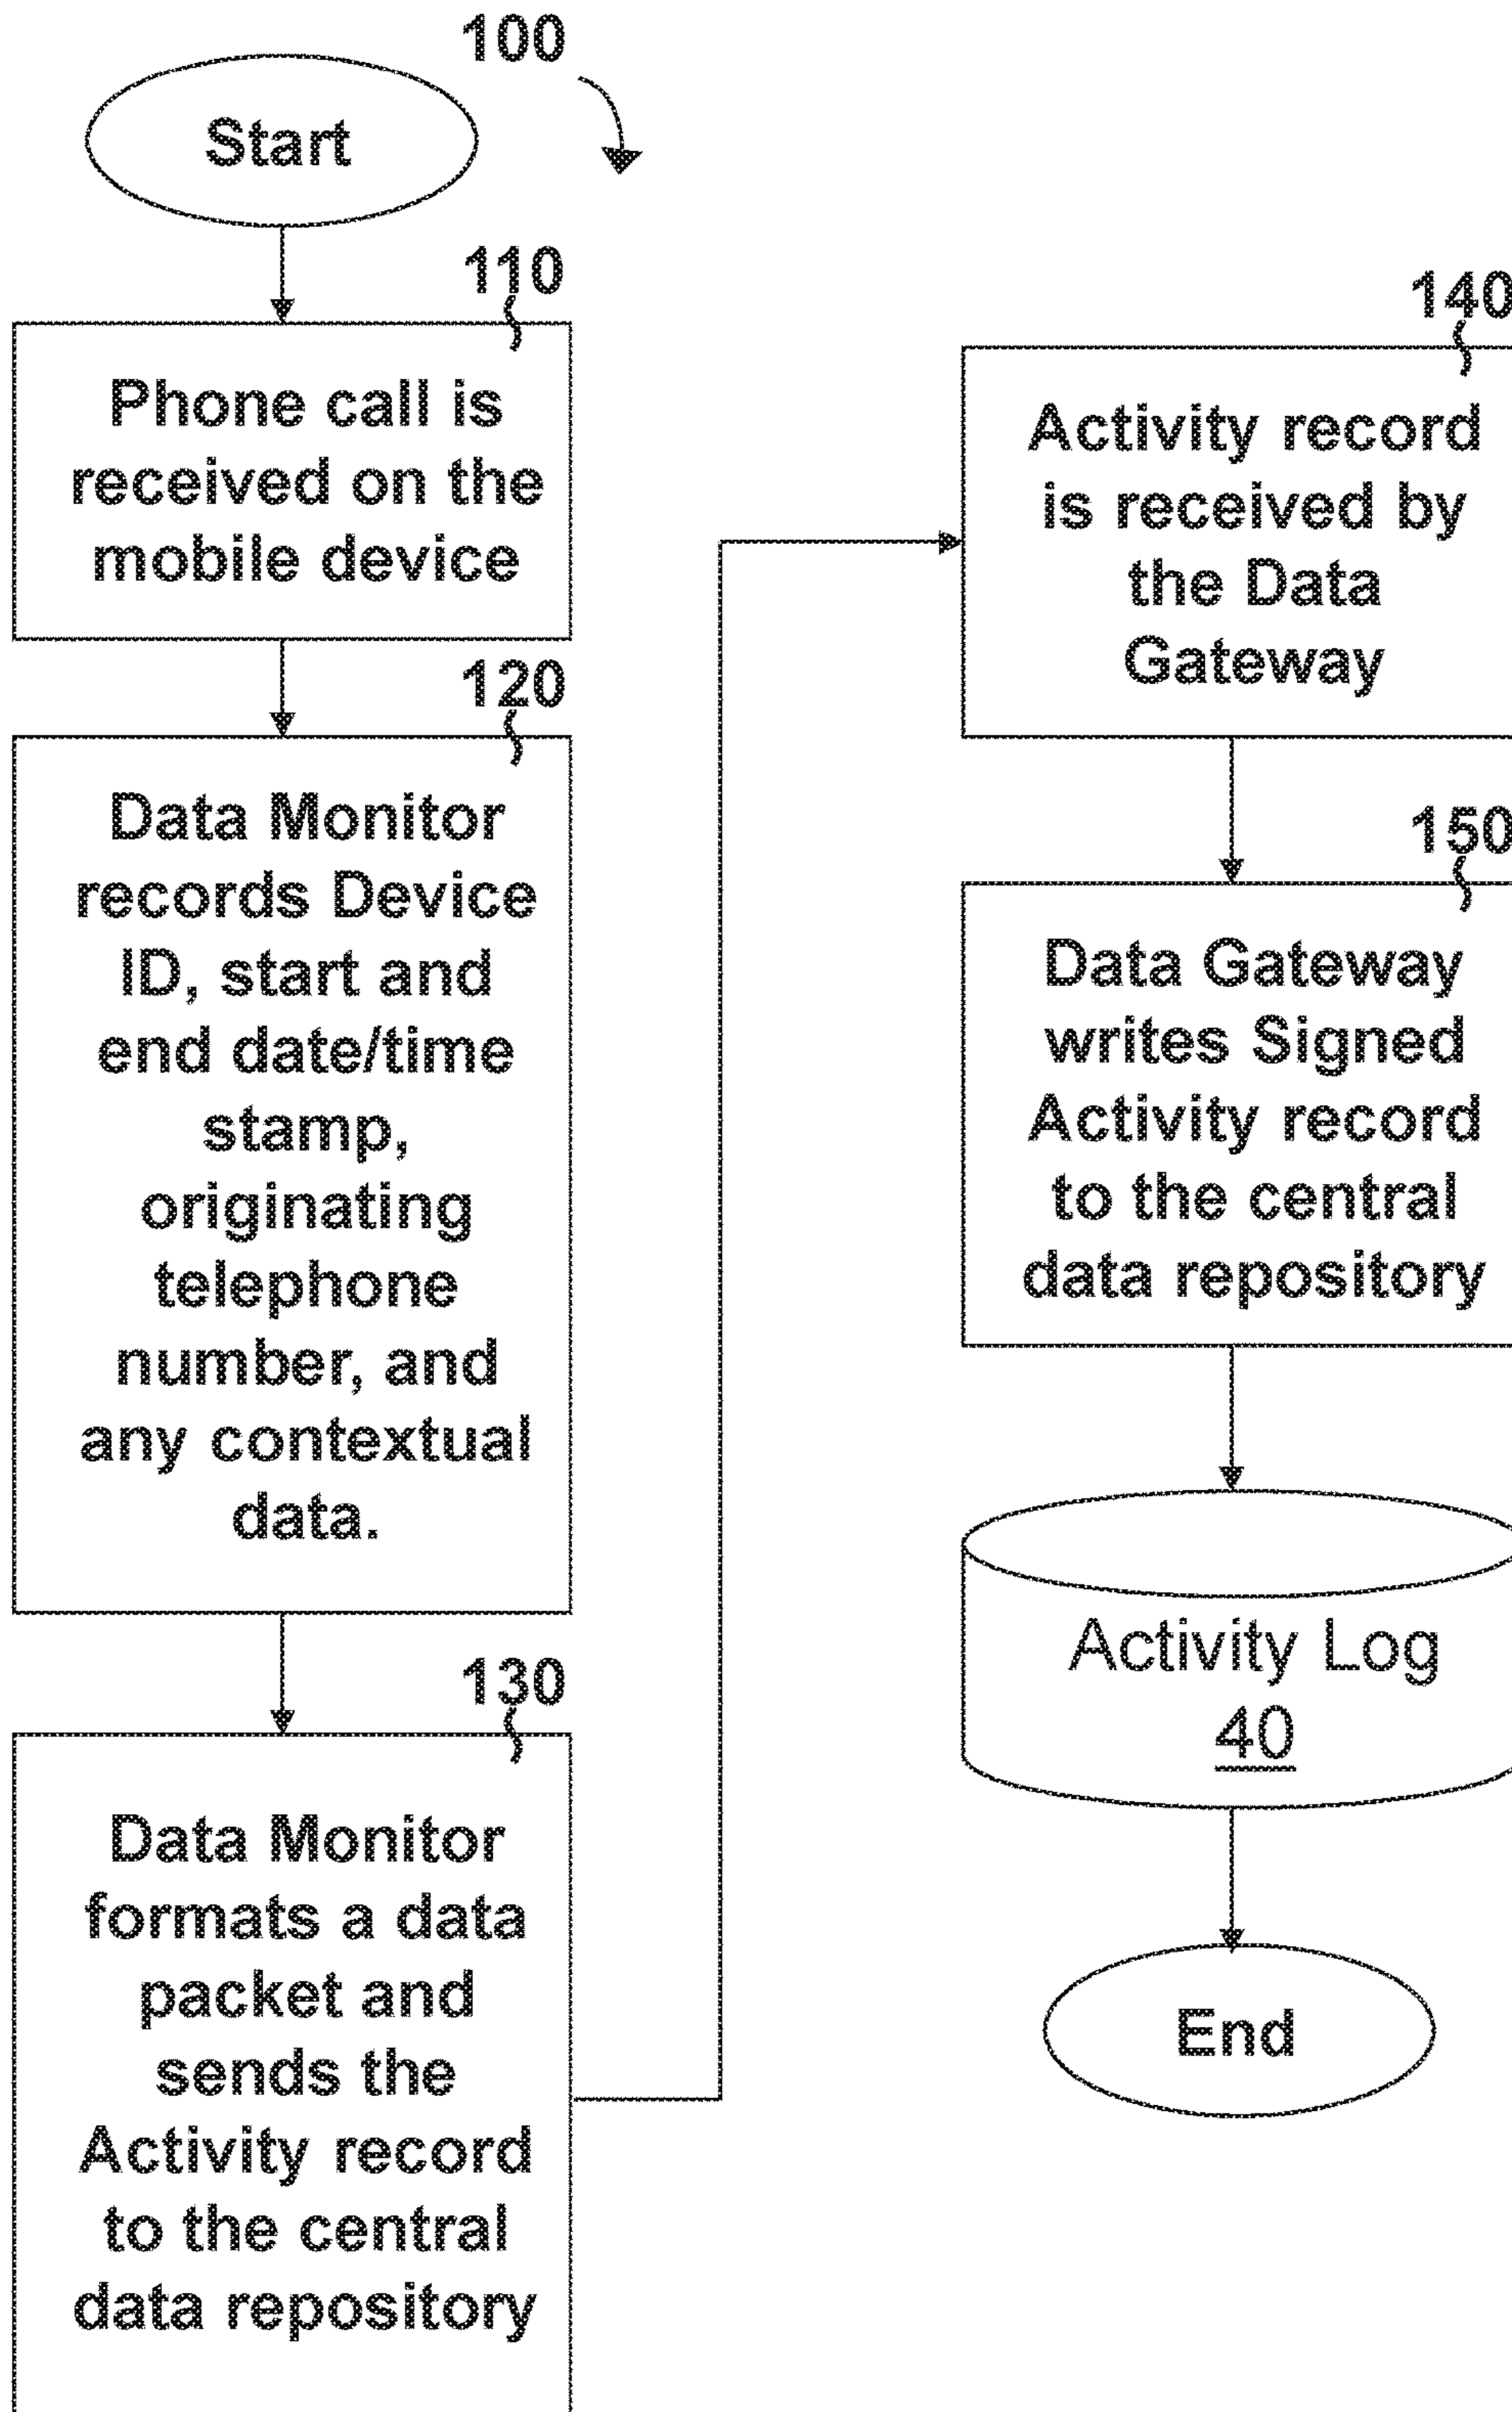 100
Start
110
Phone call is
received on the
mobile device
120
Data Monitor
records Device
ID, start and
end date/time
stamp,
originating
telephone
number, and
any contextual
data.
130
Data Monitor
formats a data
packet and
sends the
Activity record
to the central
data repository
140
Activity record
is received by
the Data
Gateway
150
Data Gateway
writes Signed
Activity record
to the central
data repository
Activity Log
40
End